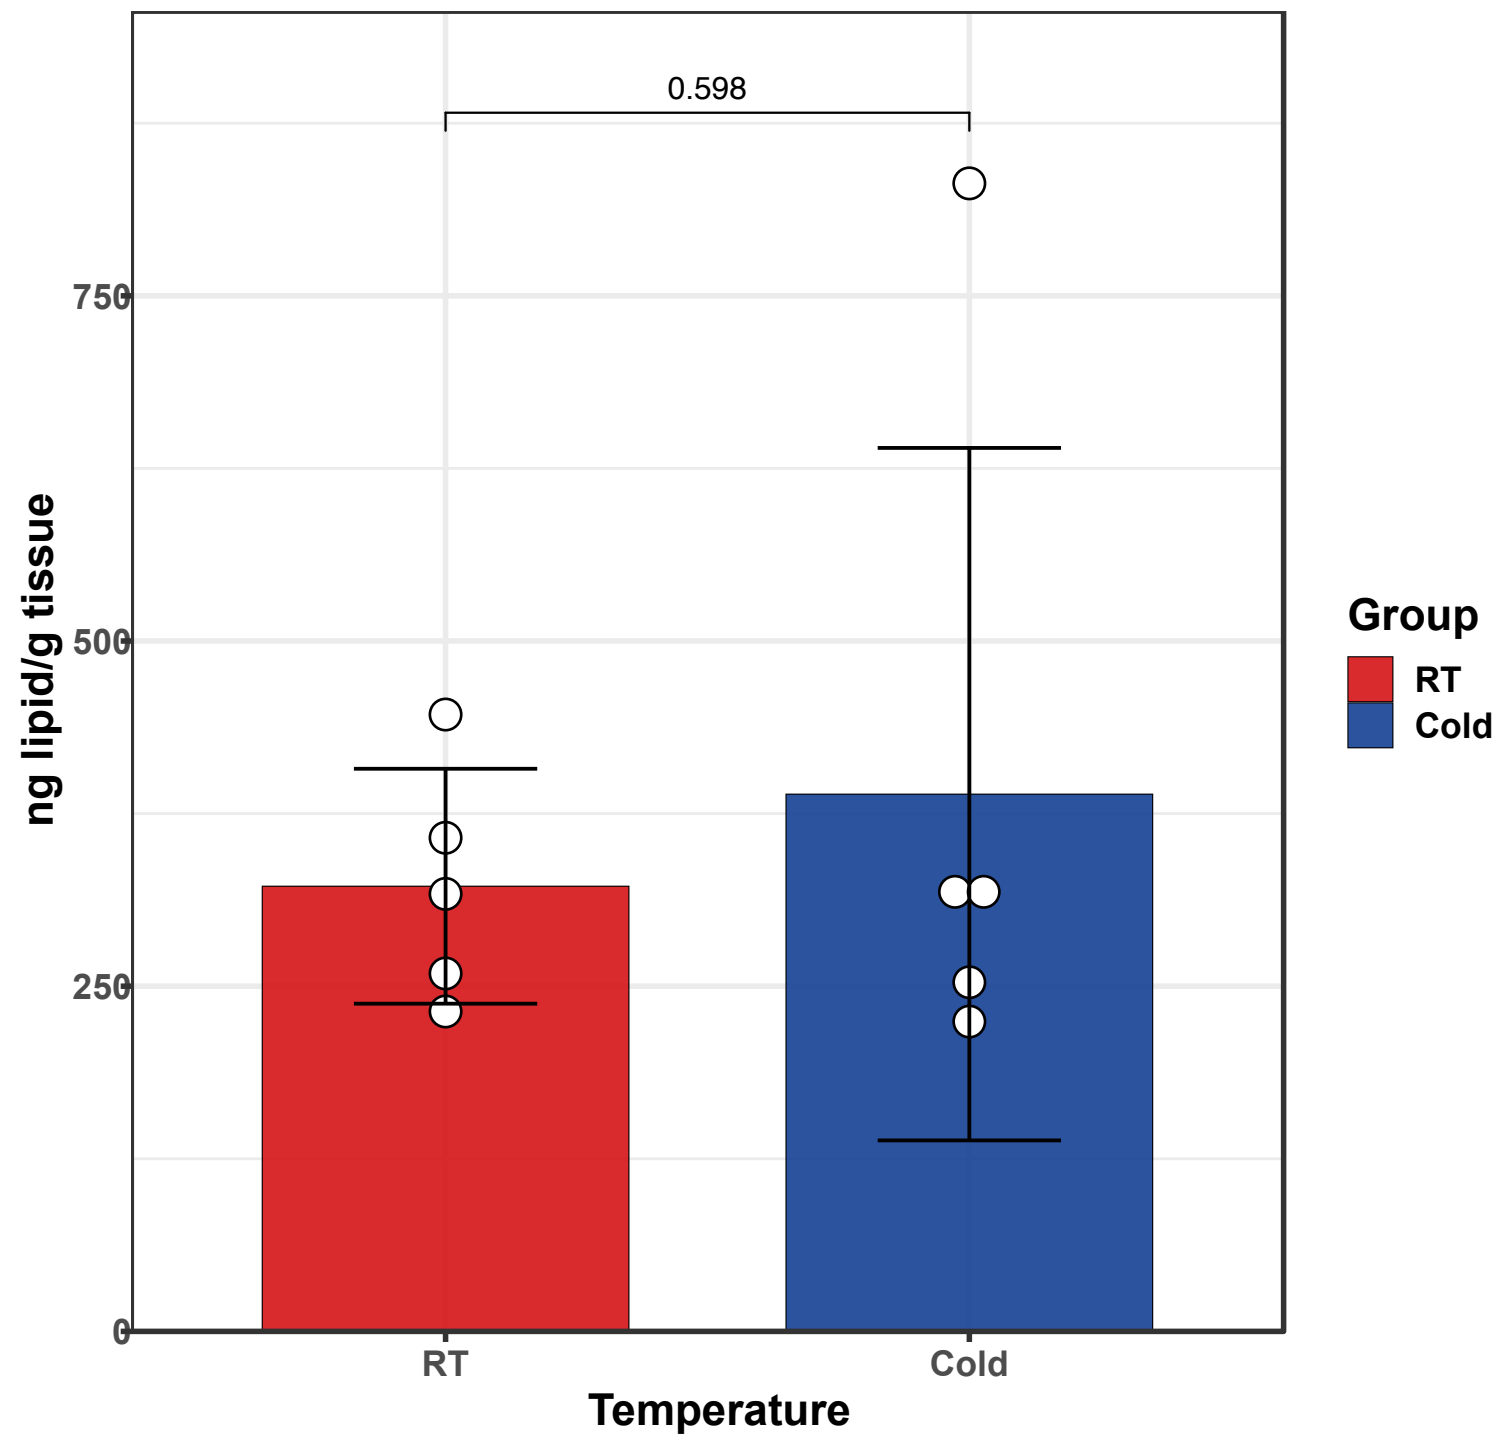 0.598
750
500
250
0
ng lipid/g tissue
RT
Cold
Temperature
Group
RT
Cold